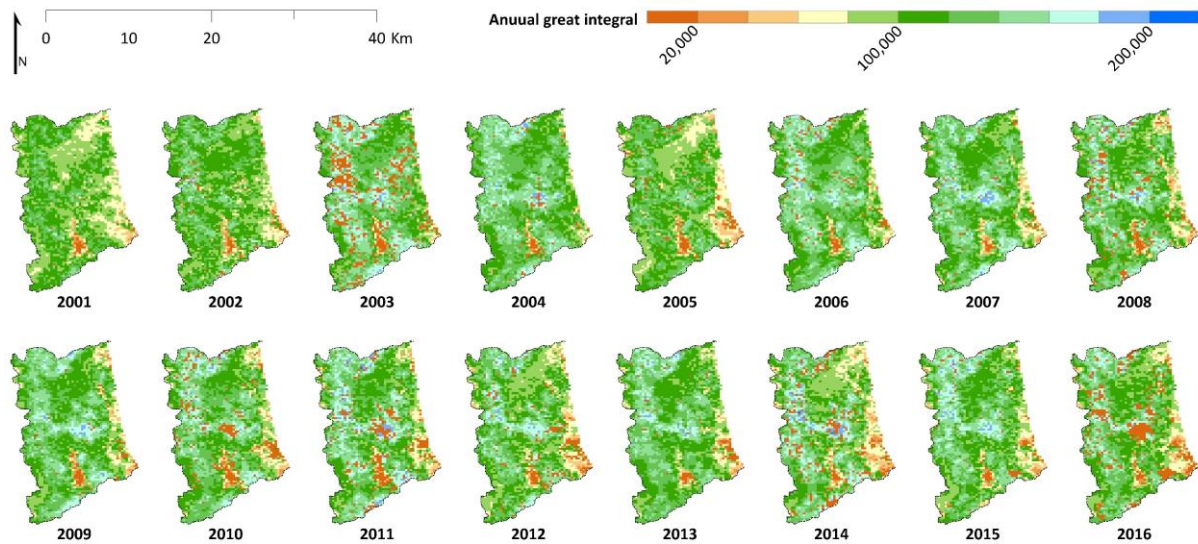 Anuual great integral
0 10 20 40 Km
N
20,000 100,000 200,000
2001 2002 2003 2004 2005 2006 2007 2008
2009 2010 2011 2012 2013 2014 2015 2016